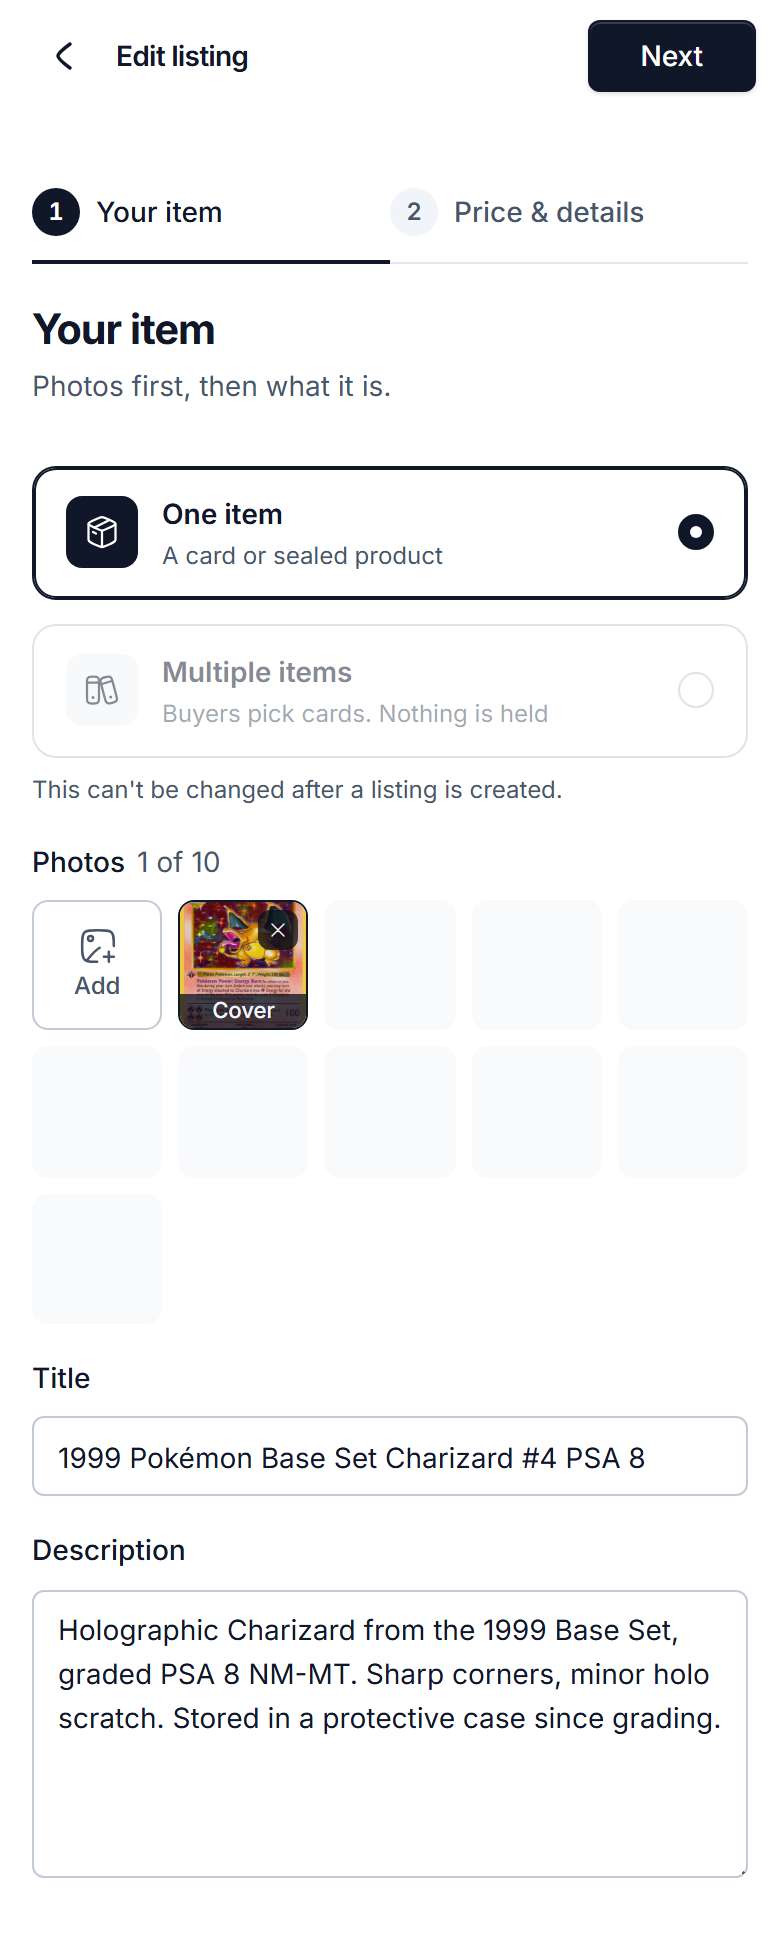 Edit listing
Next
1 Your item
2 Price & details
Your item
Photos first, then what it is.
One item
A card or sealed product
Multiple items
Buyers pick cards. Nothing is held
This can't be changed after a listing is created.
Photos 1 of 10
Add
Cover
Title
1999 Pokémon Base Set Charizard #4 PSA 8
Description
Holographic Charizard from the 1999 Base Set,
graded PSA 8 NM-MT. Sharp corners, minor holo
scratch. Stored in a protective case since grading.